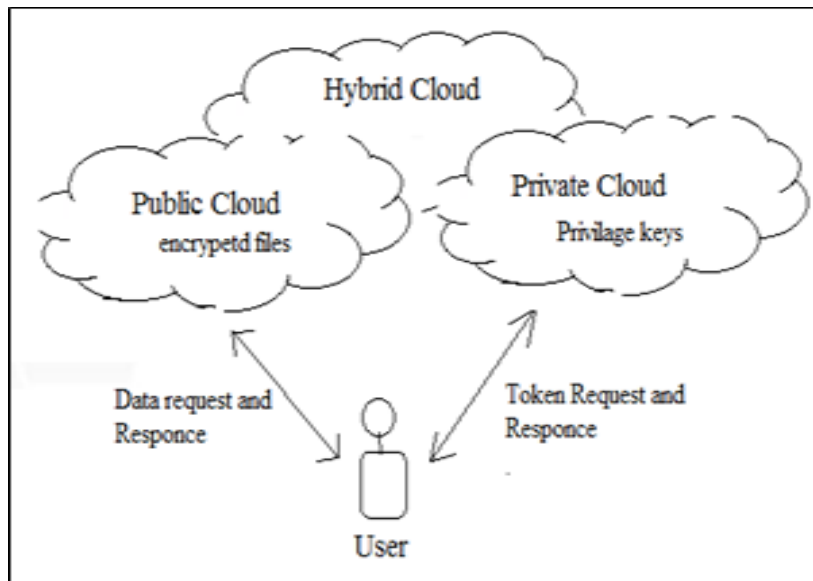 Hybrid Cloud
Public Cloud
encrypetd files
Private Cloud
Privilage keys
Data request and
Responce
Token Request and
Responce
User